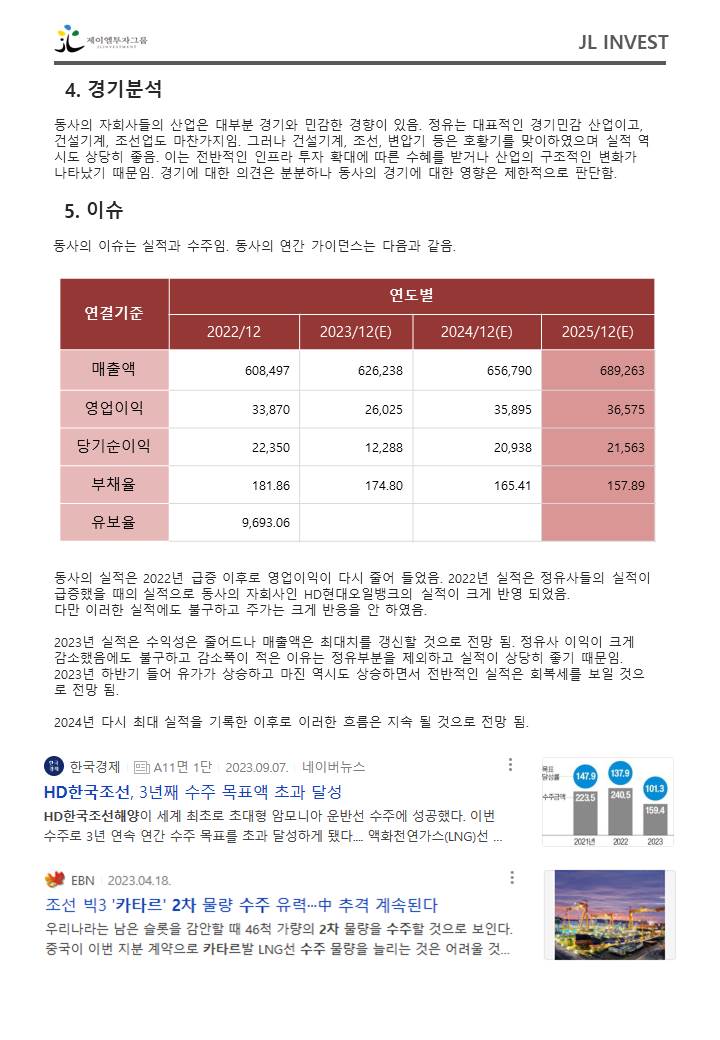 제이엘투자그룹
JL INVESTMENT
JL INVEST
4. 경기분석
동사의 자회사들의 산업은 대부분 경기와 민감한 경향이 있음. 정유는 대표적인 경기민감 산업이고,
건설기계, 조선업도 마찬가지임. 그러나 건설기계, 조선, 변압기 등은 호황기를 맞이하였으며 실적 역
시도 상당히 좋음. 이는 전반적인 인프라 투자 확대에 따른 수혜를 받거나 산업의 구조적인 변화가
나타났기 때문임. 경기에 대한 의견은 분분하나 동사의 경기에 대한 영향은 제한적으로 판단함.
5. 이슈
동사의 이슈는 실적과 수주임. 동사의 연간 가이던스는 다음과 같음.
연결기준 연도별
2022/12 2023/12(E) 2024/12(E) 2025/12(E)
매출액 608,497 626,238 656,790 689,263
영업이익 33,870 26,025 35,895 36,575
당기순이익 22,350 12,288 20,938 21,563
부채율 181.86 174.80 165.41 157.89
유보율 9,693.06
동사의 실적은 2022년 급증 이후로 영업이익이 다시 줄어 들었음. 2022년 실적은 정유사들의 실적이
급증했을 때의 실적으로 동사의 자회사인 HD현대오일뱅크의 실적이 크게 반영 되었음.
다만 이러한 실적에도 불구하고 주가는 크게 반응을 안 하였음.
2023년 실적은 수익성은 줄어드나 매출액은 최대치를 갱신할 것으로 전망 됨. 정유사 이익이 크게
감소했음에도 불구하고 감소폭이 적은 이유는 정유부분을 제외하고 실적이 상당히 좋기 때문임.
2023년 하반기 들어 유가가 상승하고 마진 역시도 상승하면서 전반적인 실적은 회복세를 보일 것으
로 전망 됨.
2024년 다시 최대 실적을 기록한 이후로 이러한 흐름은 지속 될 것으로 전망 됨.
한국경제 한국경제 A11면 1단 2023.09.07. 네이버뉴스
HD한국조선, 3년째 수주 목표액 초과 달성
HD한국조선해양이 세계 최초로 초대형 암모니아 운반선 수주에 성공했다. 이번
수주로 3년 연속 연간 수주 목표를 초과 달성하게 됐다.... 액화천연가스(LNG)선 ...
목표
달성률 147.9 137.9 101.3
수주금액 223.5 240.5 159.4
2021년 2022 2023
EBN 2023.04.18.
조선 빅3 '카타르' 2차 물량 수주 유력…中 추격 계속된다
우리나라는 남은 슬롯을 감안할 때 46척 가량의 2차 물량을 수주할 것으로 보인다.
중국이 이번 지분 계약으로 카타르발 LNG선 수주 물량을 늘리는 것은 어려울 것...